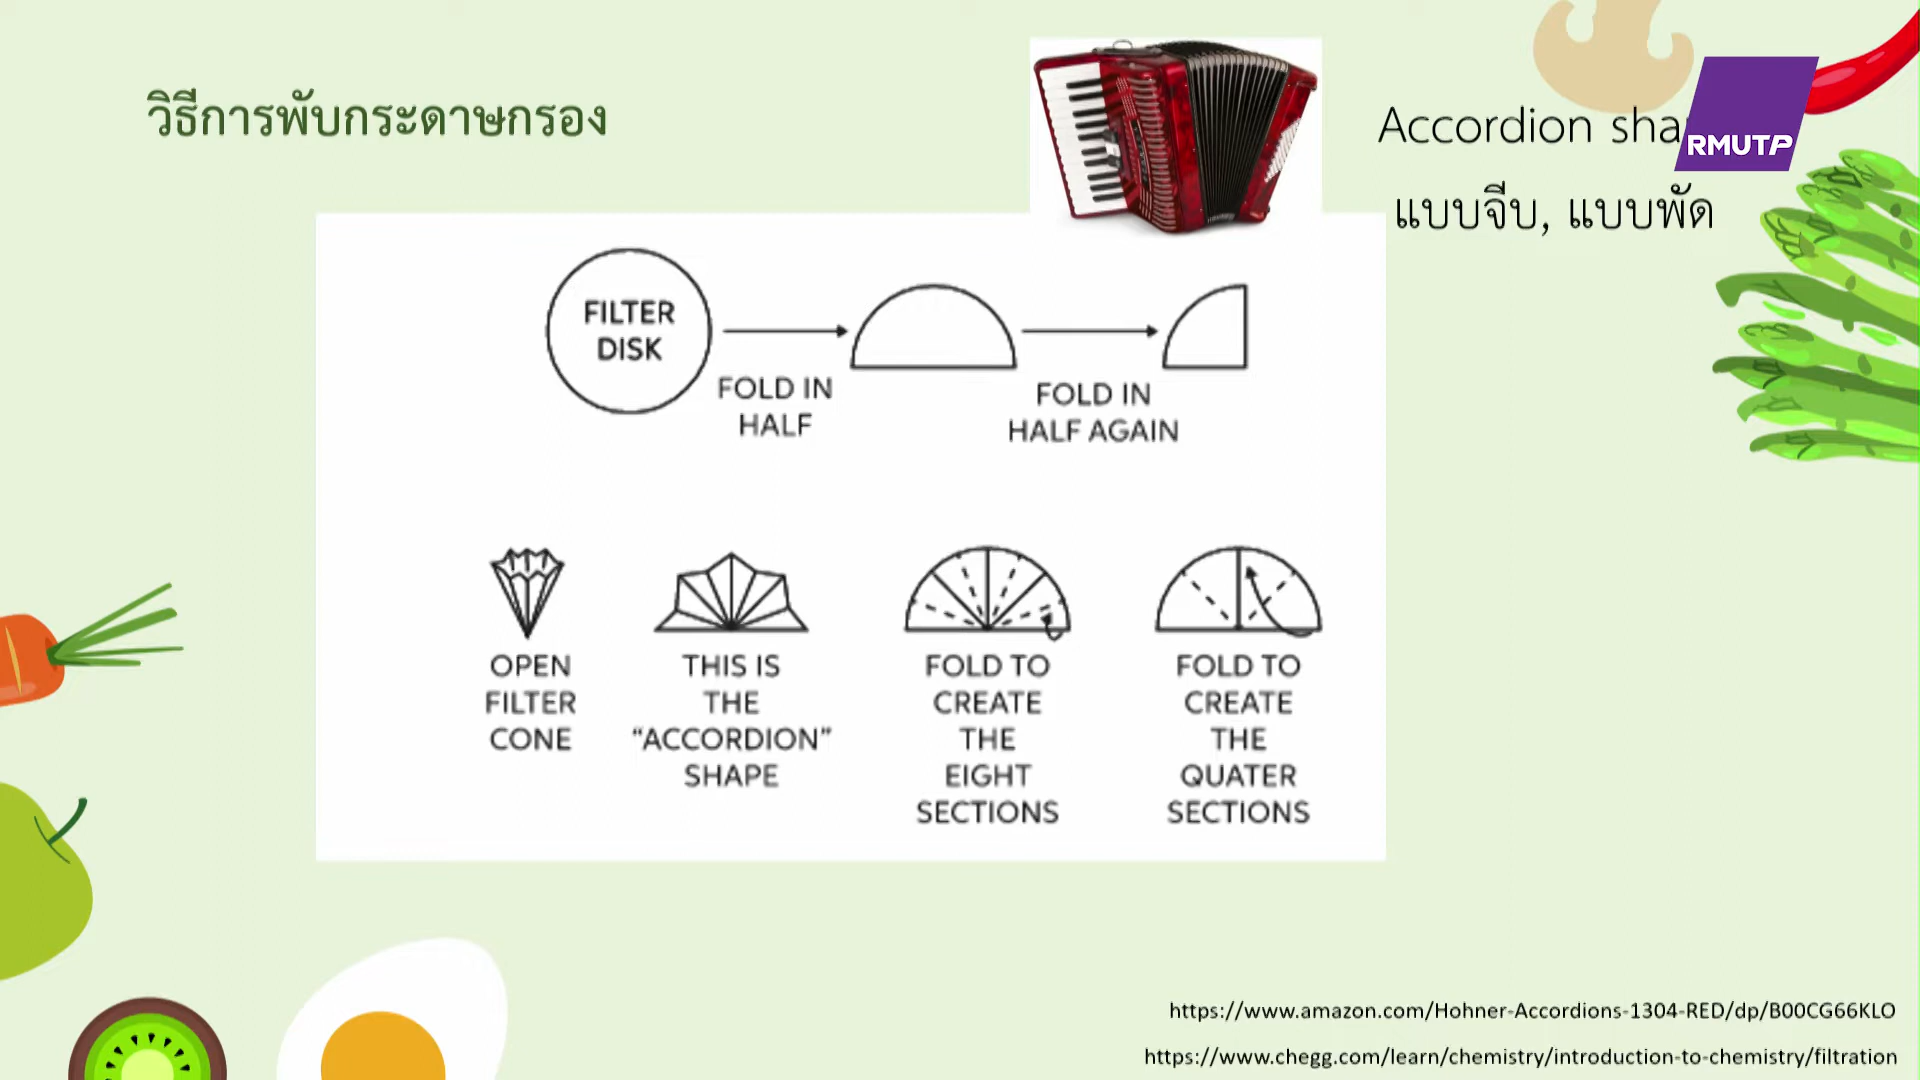 วิธีการพับกระดาษกรอง
Accordion
RMUTP
แบบจีบ, แบบพัด
FILTER
DISK
FOLD IN
HALF
FOLD IN
HALF AGAIN
OPEN
FILTER
CONE
THIS IS
THE
“ACCORDION”
SHAPE
FOLD TO
CREATE
THE
EIGHT
SECTIONS
FOLD TO
CREATE
THE
QUATER
SECTIONS
https://www.amazon.com/Hohner-Accordions-1304-RED/dp/B00CG66KLO
https://www.chegg.com/learn/chemistry/introduction-to-chemistry/filtration